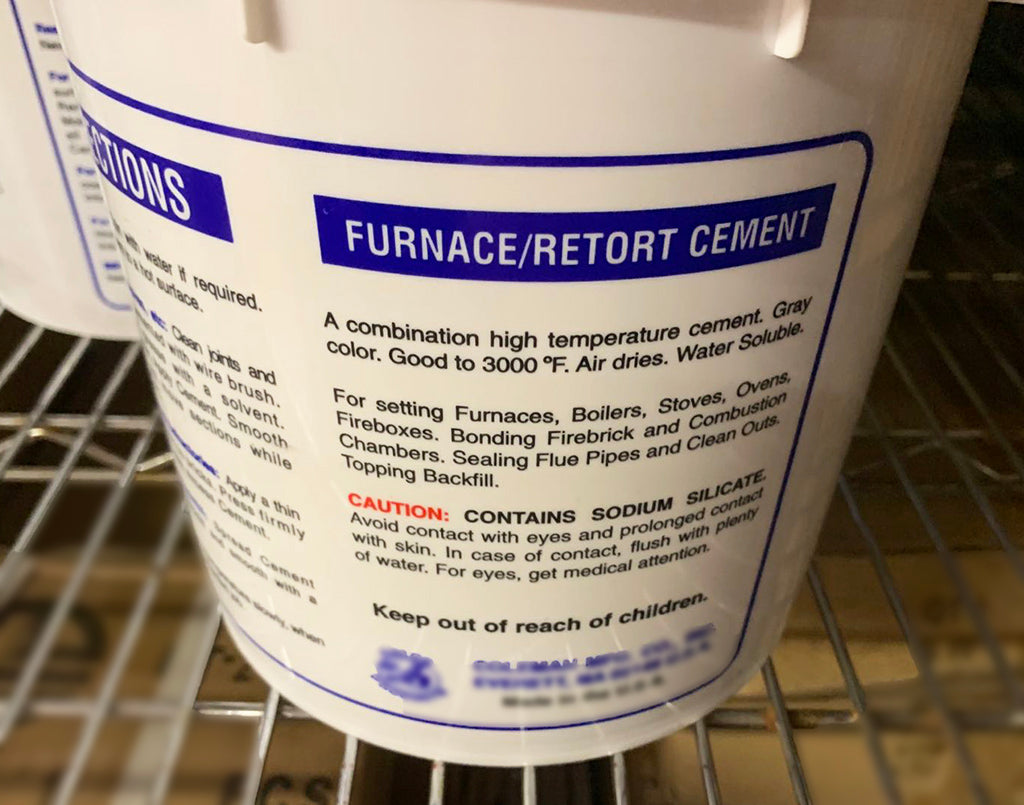 CTIONS
with water if required.
a hot surface.
etc: Clean joints and
with wire brush.
with a solvent.
Cement. Smooth
sections while
Apply a thin
Press firmly
Cement.
Spread Cement
and smooth with a
slowly, when
FURNACE/RETORT CEMENT
A combination high temperature cement. Gray
color. Good to 3000 ºF. Air dries. Water Soluble.
For setting Furnaces, Boilers, Stoves, Ovens,
Fireboxes. Bonding Firebrick and Combustion
Chambers. Sealing Flue Pipes and Clean Outs.
Topping Backfill.
CAUTION: CONTAINS SODIUM SILICATE.
Avoid contact with eyes and prolonged contact
with skin. In case of contact, flush with plenty
of water. For eyes, get medical attention.
Keep out of reach of children.